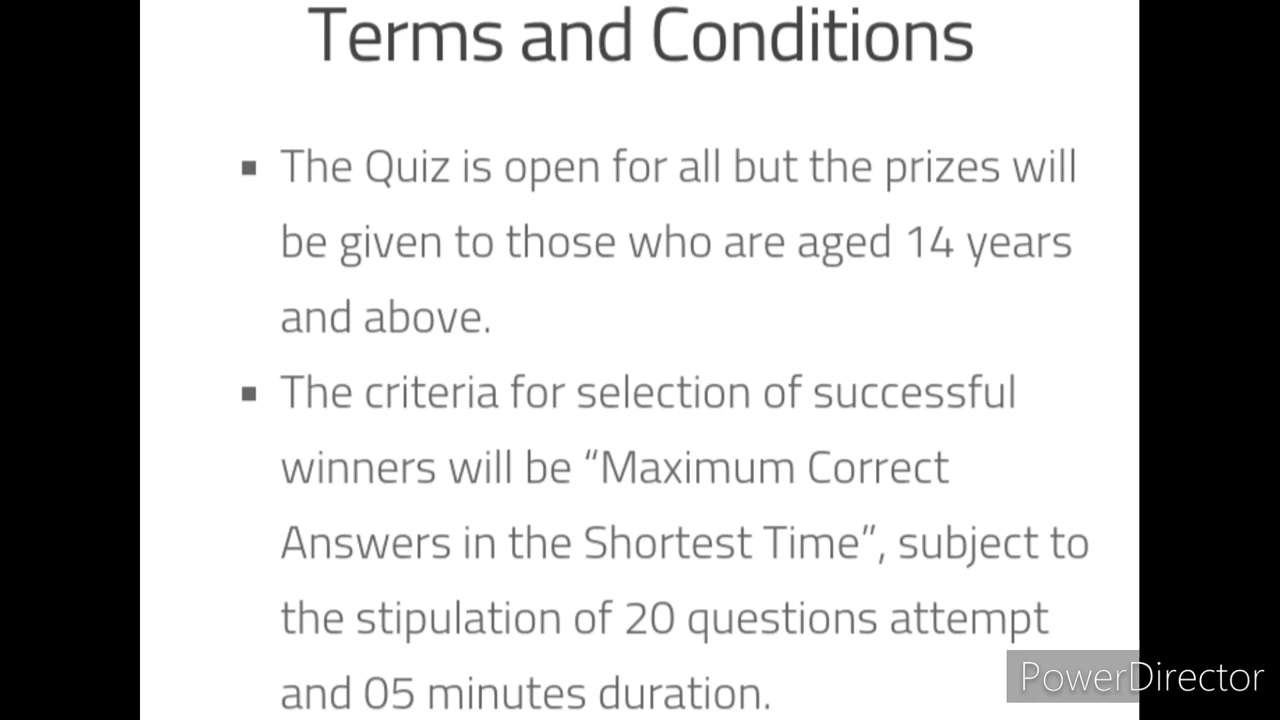 Terms and Conditions
▪ The Quiz is open for all but the prizes will
be given to those who are aged 14 years
and above.
▪ The criteria for selection of successful
winners will be “Maximum Correct
Answers in the Shortest Time”, subject to
the stipulation of 20 questions attempt
and 05 minutes duration.
PowerDirector